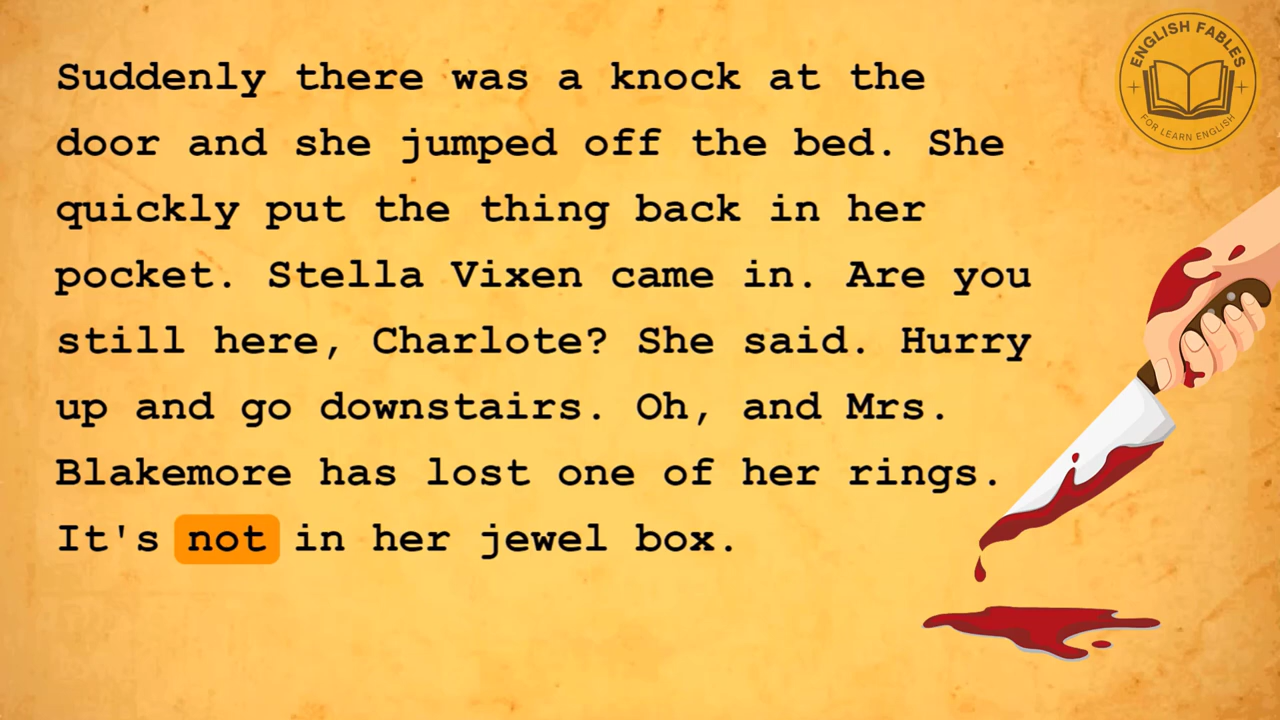 Suddenly there was a knock at the
door and she jumped off the bed. She
quickly put the thing back in her
pocket. Stella Vixen came in. Are you
still here, Charlote? She said. Hurry
up and go downstairs. Oh, and Mrs.
Blakemore has lost one of her rings.
It's not in her jewel box.
ENGLISH FABLES
FOR LEARN ENGLISH